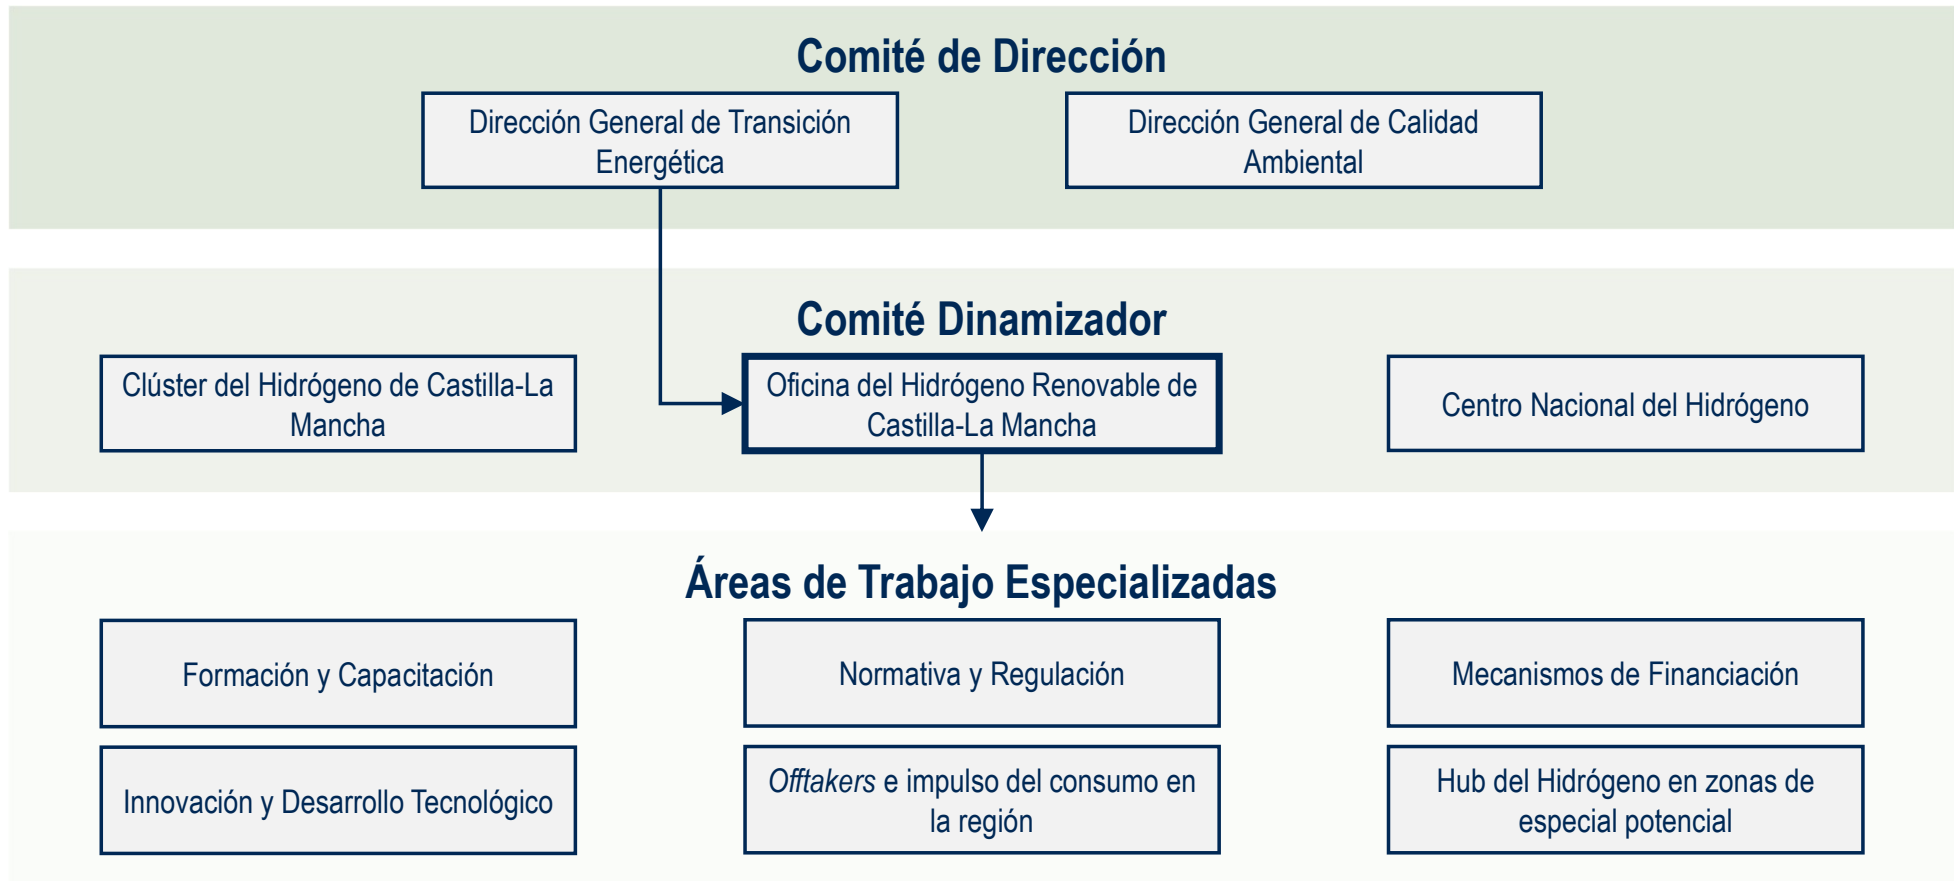 Comité de Dirección
Dirección General de Transición
Energética
Dirección General de Calidad
Ambiental
Comité Dinamizador
Clúster del Hidrógeno de Castilla-La
Mancha
Oficina del Hidrógeno Renovable de
Castilla-La Mancha
Centro Nacional del Hidrógeno
Áreas de Trabajo Especializadas
Formación y Capacitación
Normativa y Regulación
Mecanismos de Financiación
Innovación y Desarrollo Tecnológico
Offtakers e impulso del consumo en
la región
Hub del Hidrógeno en zonas de
especial potencial